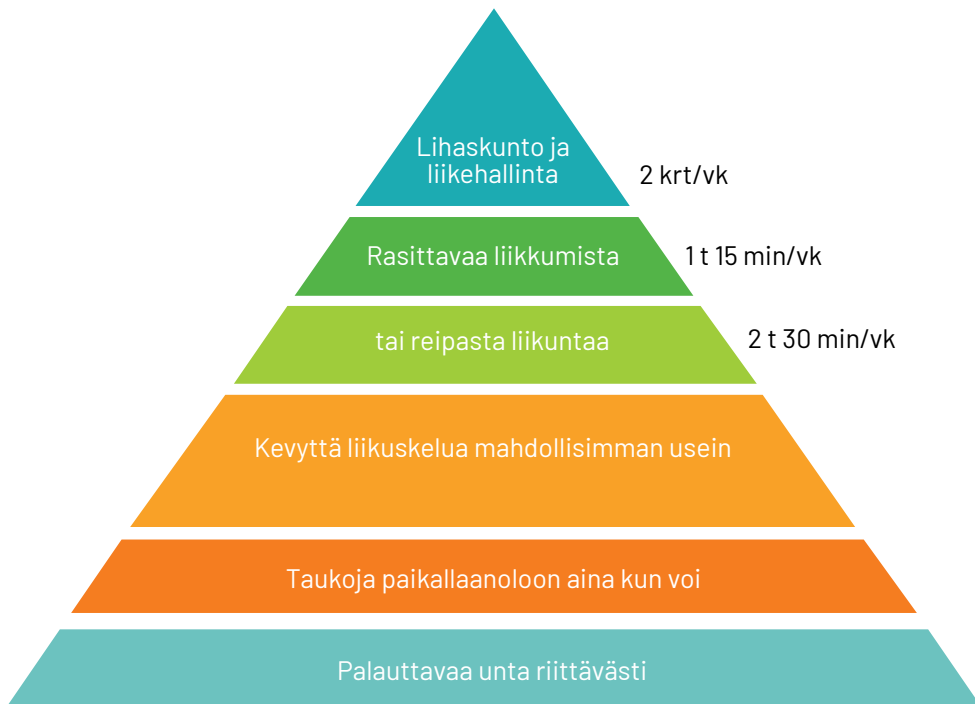 Lihaskunto ja
liikehallinta
2 krt/vk
Rasittavaa liikkumista
1 t 15 min/vk
tai reipasta liikuntaa
2 t 30 min/vk
Kevyttä liikuskelua mahdollisimman usein
Taukoja paikallaanoloon aina kun voi
Palauttavaa unta riittävästi